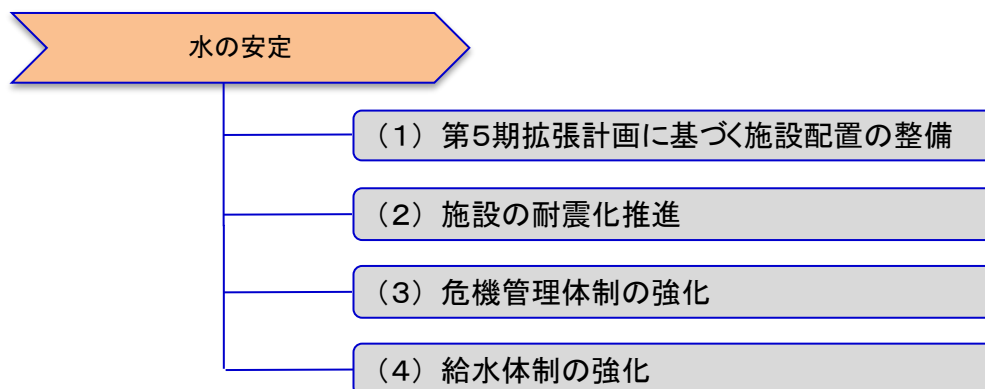 水の安定
（1） 第5期拡張計画に基づく施設配置の整備
（2） 施設の耐震化推進
（3） 危機管理体制の強化
（4） 給水体制の強化